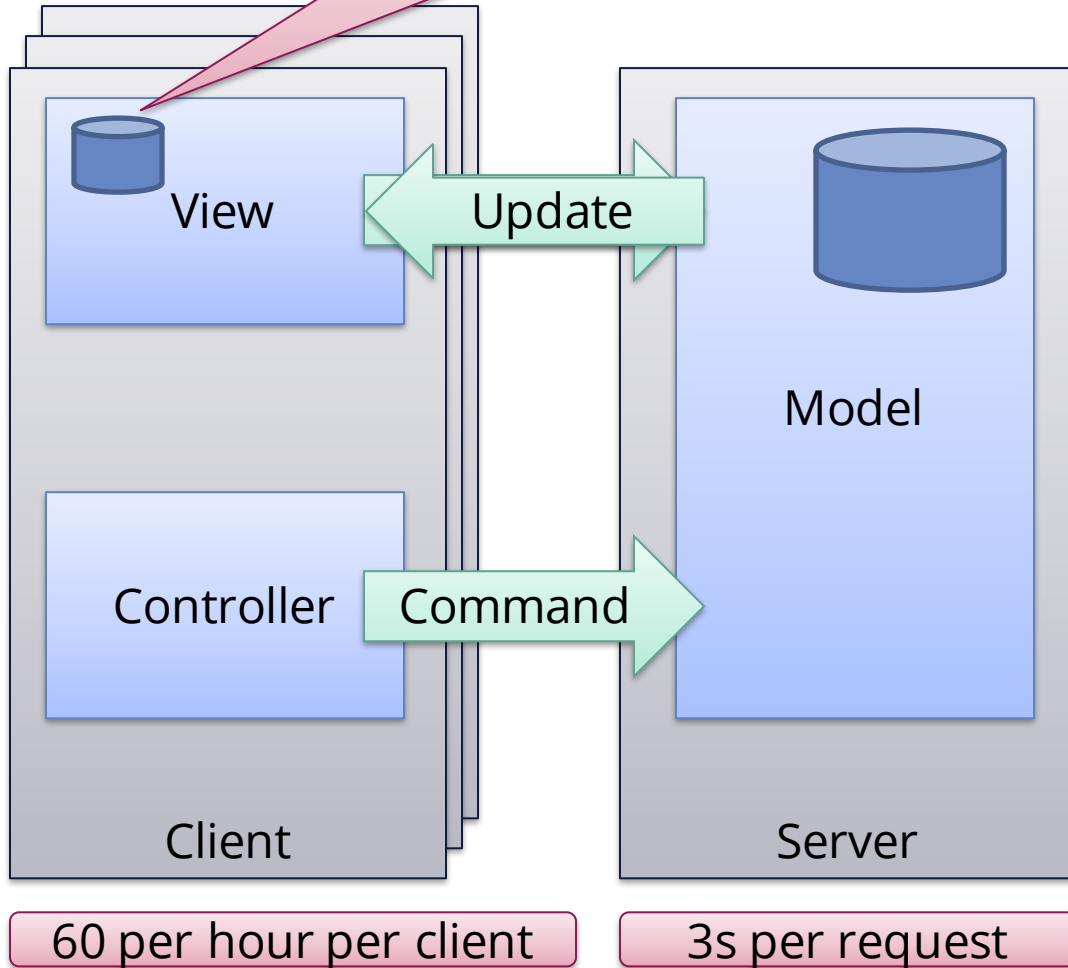 View
Update
Model
Controller
Command
Client
Server
60 per hour per client
3s per request